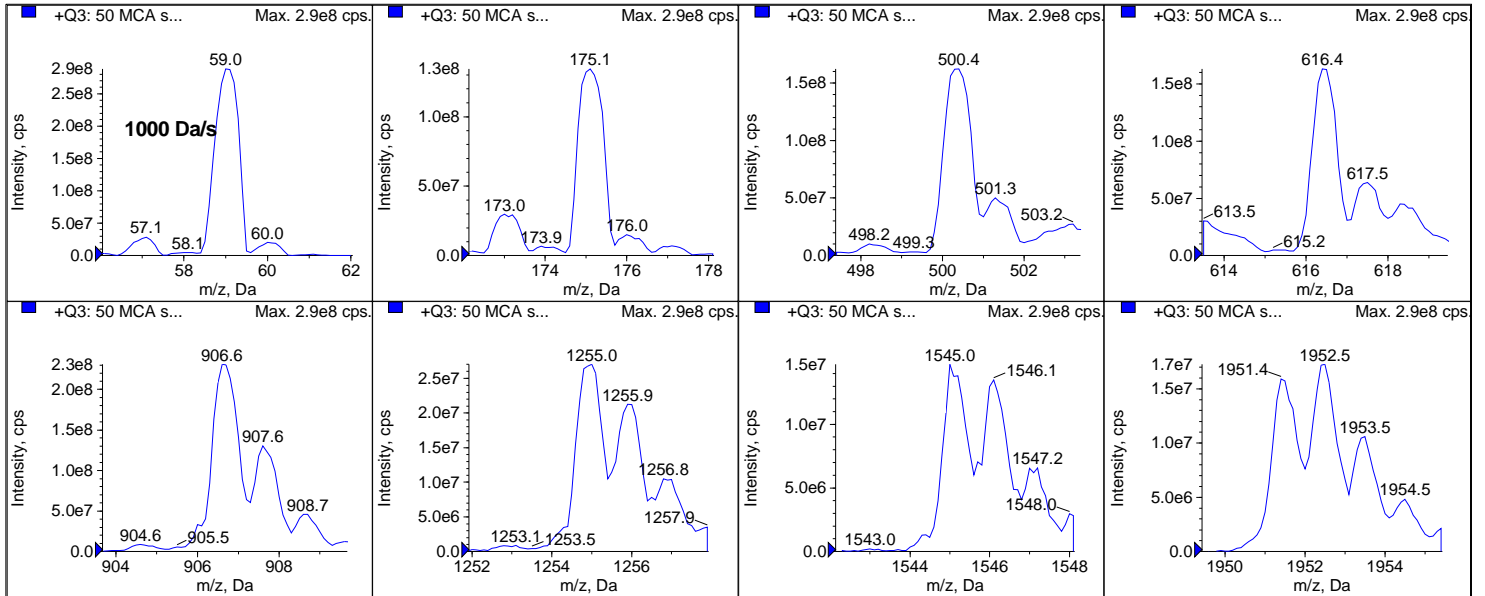 +Q3: 50 MCA s... Max. 2.9e8 cps.
59.0
2.9e8
2.5e8
2.0e8
1000 Da/s
1.5e8
1.0e8
5.0e7
0.0
57.1
58.1
60.0
58 60 62
m/z, Da
Intensity, cps
+Q3: 50 MCA s... Max. 2.9e8 cps.
175.1
1.3e8
1.0e8
5.0e7
0.0
173.0
173.9
176.0
174 176 178
m/z, Da
Intensity, cps
+Q3: 50 MCA s... Max. 2.9e8 cps.
500.4
1.5e8
1.0e8
5.0e7
0.0
501.3
503.2
498.2
499.3
498 500 502
m/z, Da
Intensity, cps
+Q3: 50 MCA s... Max. 2.9e8 cps.
616.4
1.5e8
1.0e8
5.0e7
0.0
617.5
613.5
615.2
614 616 618
m/z, Da
Intensity, cps
+Q3: 50 MCA s... Max. 2.9e8 cps.
906.6
2.3e8
2.0e8
1.5e8
1.0e8
5.0e7
0.0
907.6
908.7
904.6
905.5
904 906 908
m/z, Da
Intensity, cps
+Q3: 50 MCA s... Max. 2.9e8 cps.
1255.0
2.5e7
2.0e7
1.5e7
1.0e7
5.0e6
0.0
1255.9
1256.8
1257.9
1253.1
1253.5
1252 1254 1256
m/z, Da
Intensity, cps
+Q3: 50 MCA s... Max. 2.9e8 cps.
1545.0
1.5e7
1.0e7
5.0e6
0.0
1546.1
1547.2
1548.0
1543.0
1544 1546 1548
m/z, Da
Intensity, cps
+Q3: 50 MCA s... Max. 2.9e8 cps.
1952.5
1951.4
1.7e7
1.5e7
1.0e7
5.0e6
0.0
1953.5
1954.5
1950 1952 1954
m/z, Da
Intensity, cps